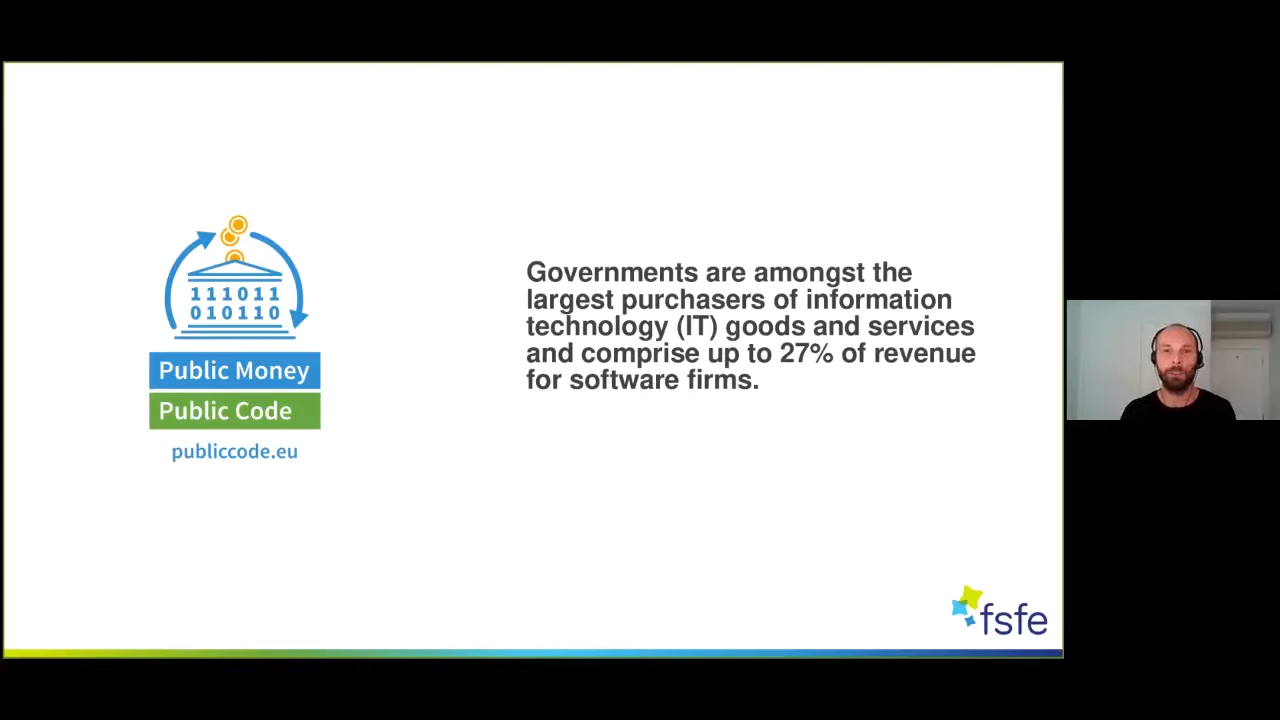 111011
010110
Public Money
Public Code
publiccode.eu
Governments are amongst the
largest purchasers of information
technology (IT) goods and services
and comprise up to 27% of revenue
for software firms.
fsfe